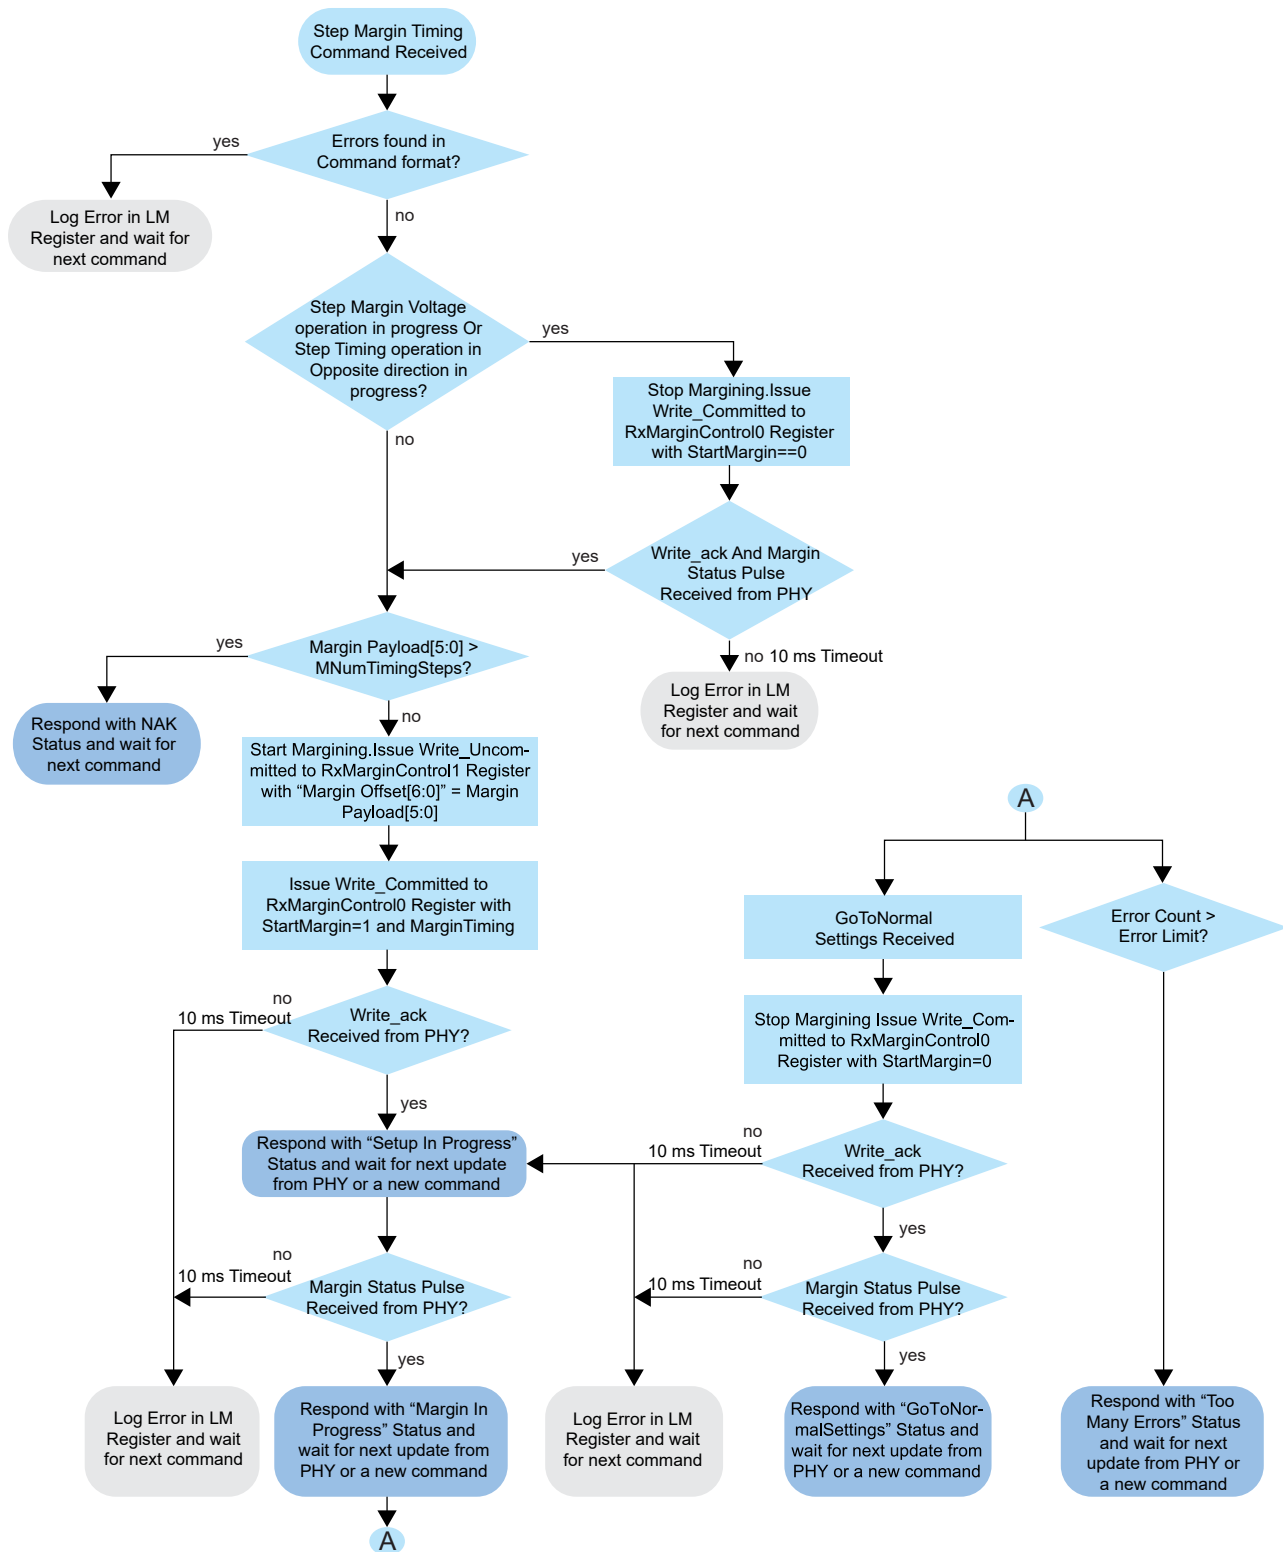 Step Margin Timing
Command Received
Errors found in
Command format?
yes
no
Log Error in LM
Register and wait for
next command
Step Margin Voltage
operation in progress Or
Step Timing operation in
Opposite direction in
progress?
yes
no
Stop Margining.Issue
Write_Committed to
RxMarginControl0 Register
with StartMargin==0
Write_ack And Margin
Status Pulse
Received from PHY
yes
no 10 ms Timeout
Log Error in LM
Register and wait
for next command
Margin Payload[5:0] >
MNumTimingSteps?
yes
no
Respond with NAK
Status and wait for
next command
Start Margining.Issue Write_Uncom-
mitted to RxMarginControl1 Register
with “Margin Offset[6:0]” = Margin
Payload[5:0]
Issue Write_Committed to
RxMarginControl0 Register with
StartMargin=1 and MarginTiming
Write_ack
Received from PHY?
no
10 ms Timeout
yes
Respond with “Setup In Progress”
Status and wait for next update
from PHY or a new command
Margin Status Pulse
Received from PHY?
no
10 ms Timeout
yes
Log Error in LM
Register and wait
for next command
Respond with “Margin In
Progress” Status and
wait for next update from
PHY or a new command
A
A
GoToNormal
Settings Received
Error Count >
Error Limit?
Stop Margining Issue Write_Com-
mitted to RxMarginControl0
Register with StartMargin=0
Write_ack
Received from PHY?
no
10 ms Timeout
yes
Margin Status Pulse
Received from PHY?
no
10 ms Timeout
yes
Log Error in LM
Register and wait
for next command
Respond with “GoToNor-
malSettings” Status and
wait for next update from
PHY or a new command
Respond with “Too
Many Errors” Status
and wait for next
update from PHY or
a new command